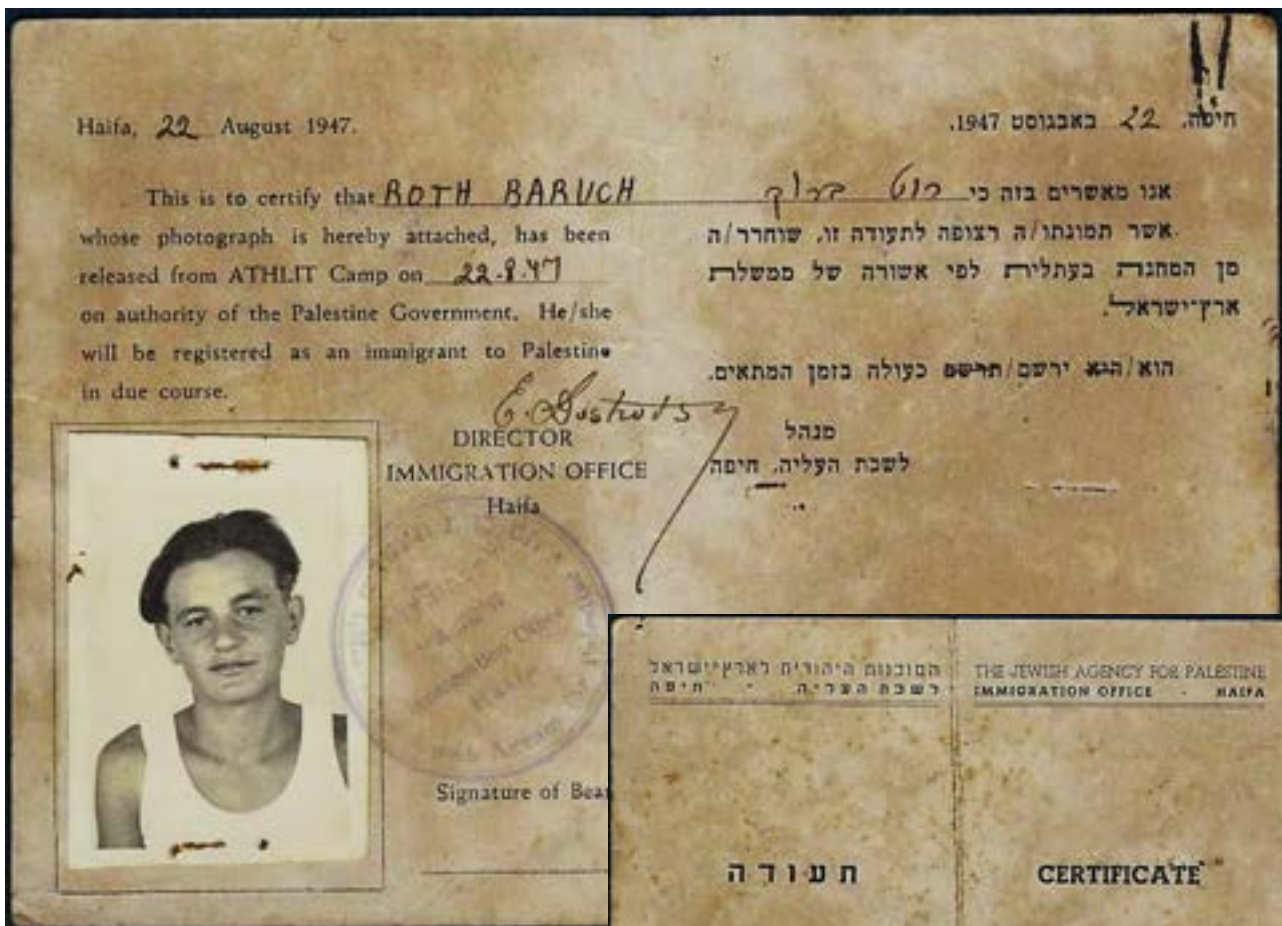 Haifa, 22 August 1947.
This is to certify that ROTH BARUCH
whose photograph is hereby attached, has been
released from ATHLIT Camp on 22.8.47
on authority of the Palestine Government. He/she
will be registered as an immigrant to Palestine
in due course.
DIRECTOR
IMMIGRATION OFFICE
Haifa
Signature of
חיפה, 22 באבגוסט 1947.
אנו מאשרים בזה כי רוט ברוך
אשר תמונתו/ה רצופה לתעודה זו, שוחרר/ה
מן המחנה בעתלית לפי אשורה של ממשלת
ארץ־ישראל.
הוא/היא ירשם/תרשם כעולה בזמן המתאים.
מנהל
לשכת העליה, חיפה
Immigration Office
הסוכנות היהודית לארץ־ישראל
לשכת העליה · חיפה
תעודה
THE JEWISH AGENCY FOR PALESTINE
IMMIGRATION OFFICE · HAIFA
CERTIFICATE